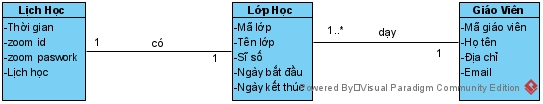 Lịch Học
-Thời gian
-zoom id
-zoom paswork
-Lịch học
1
có
1
Lớp Học
-Mã lớp
-Tên lớp
-Sĩ số
-Ngày bắt đầu
-Ngày kết thúc
1..*
dạy
1
Giáo Viên
-Mã giáo viên
-Họ tên
-Địa chỉ
-Email
Powered By Visual Paradigm Community Edition